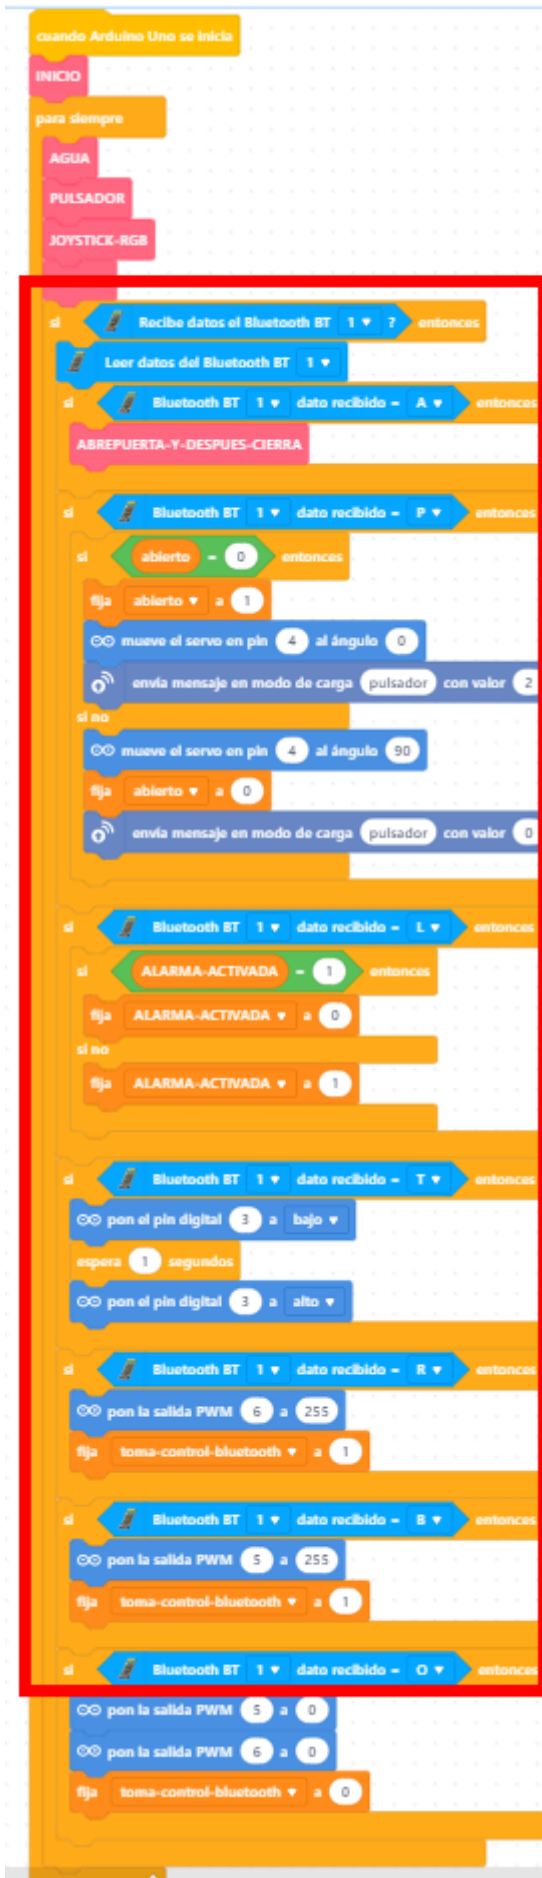 cuando Arduino Uno se inicia
INICIO
para siempre
AGUA
PULSADOR
JOYSTICK-RGB
si Recibe datos el Bluetooth BT 1 ? entonces
Leer datos del Bluetooth BT 1
si Bluetooth BT 1 dato recibido = A entonces
ABREPUERTA-Y-DESPUES-CIERRA
si Bluetooth BT 1 dato recibido = P entonces
si abierto = 0 entonces
fija abierto a 1
mueve el servo en pin 4 al ángulo 0
envía mensaje en modo de carga pulsador con valor 2
si no
mueve el servo en pin 4 al ángulo 90
fija abierto a 0
envía mensaje en modo de carga pulsador con valor 0
si Bluetooth BT 1 dato recibido = L entonces
si ALARMA-ACTIVADA = 1 entonces
fija ALARMA-ACTIVADA a 0
si no
fija ALARMA-ACTIVADA a 1
si Bluetooth BT 1 dato recibido = T entonces
pon el pin digital 3 a bajo
espera 1 segundos
pon el pin digital 3 a alto
si Bluetooth BT 1 dato recibido = R entonces
pon la salida PWM 6 a 255
fija toma-control-bluetooth a 1
si Bluetooth BT 1 dato recibido = B entonces
pon la salida PWM 5 a 255
fija toma-control-bluetooth a 1
si Bluetooth BT 1 dato recibido = O entonces
pon la salida PWM 5 a 0
pon la salida PWM 6 a 0
fija toma-control-bluetooth a 0